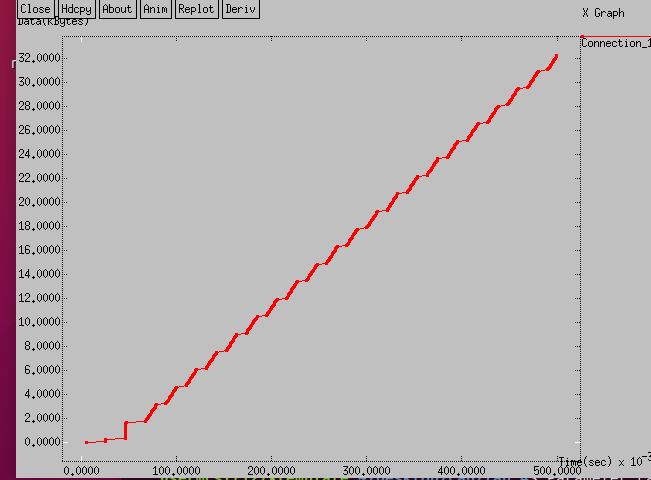 Close Hdcpy About Anim Replot Deriv
X Graph
Data(kBytes)
Connection_1
32.0000
30.0000
28.0000
26.0000
24.0000
22.0000
20.0000
18.0000
16.0000
14.0000
12.0000
10.0000
8.0000
6.0000
4.0000
2.0000
0.0000
Time(sec) x 10-3
0.0000 100.0000 200.0000 300.0000 400.0000 500.0000